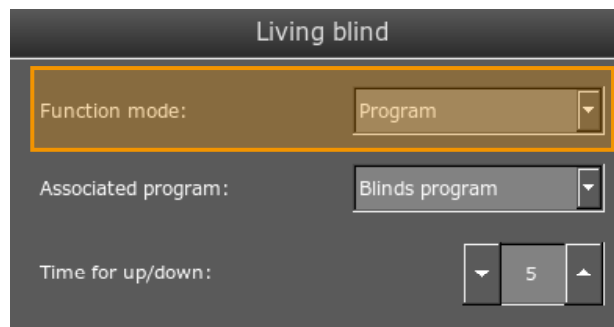 Living blind
Function mode: Program
Associated program: Blinds program
Time for up/down: 5